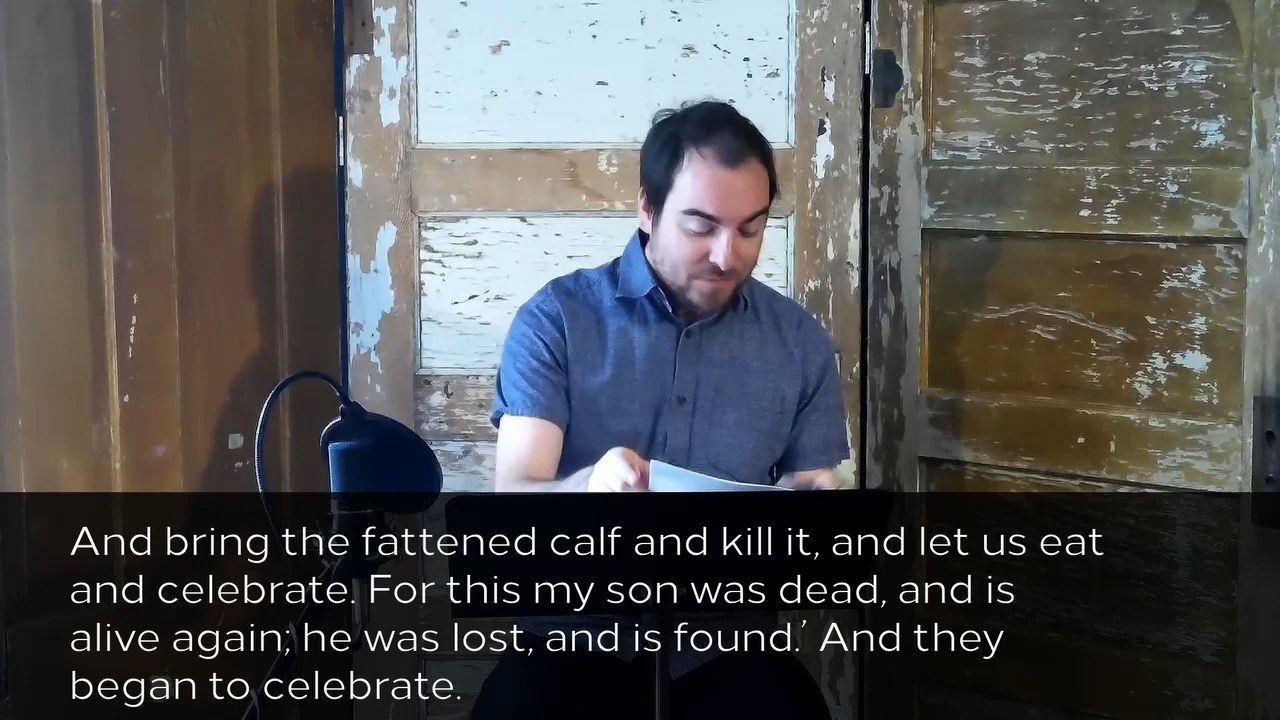 And bring the fattened calf and kill it, and let us eat
and celebrate. For this my son was dead, and is
alive again; he was lost, and is found.’ And they
began to celebrate.